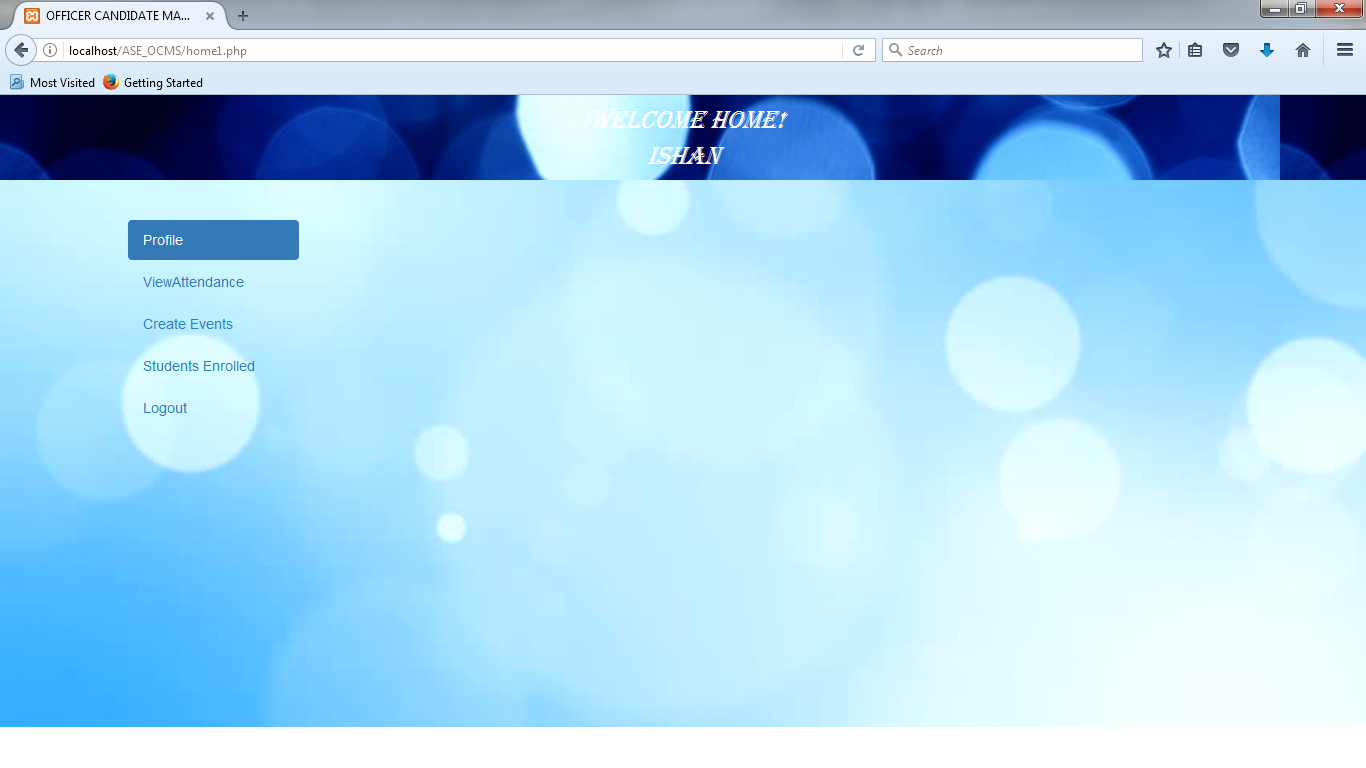 OFFICER CANDIDATE MA...
localhost/ASE_OCMS/home1.php
Search
Most Visited
Getting Started
!WELCOME HOME!
ISHAN
Profile
ViewAttendance
Create Events
Students Enrolled
Logout